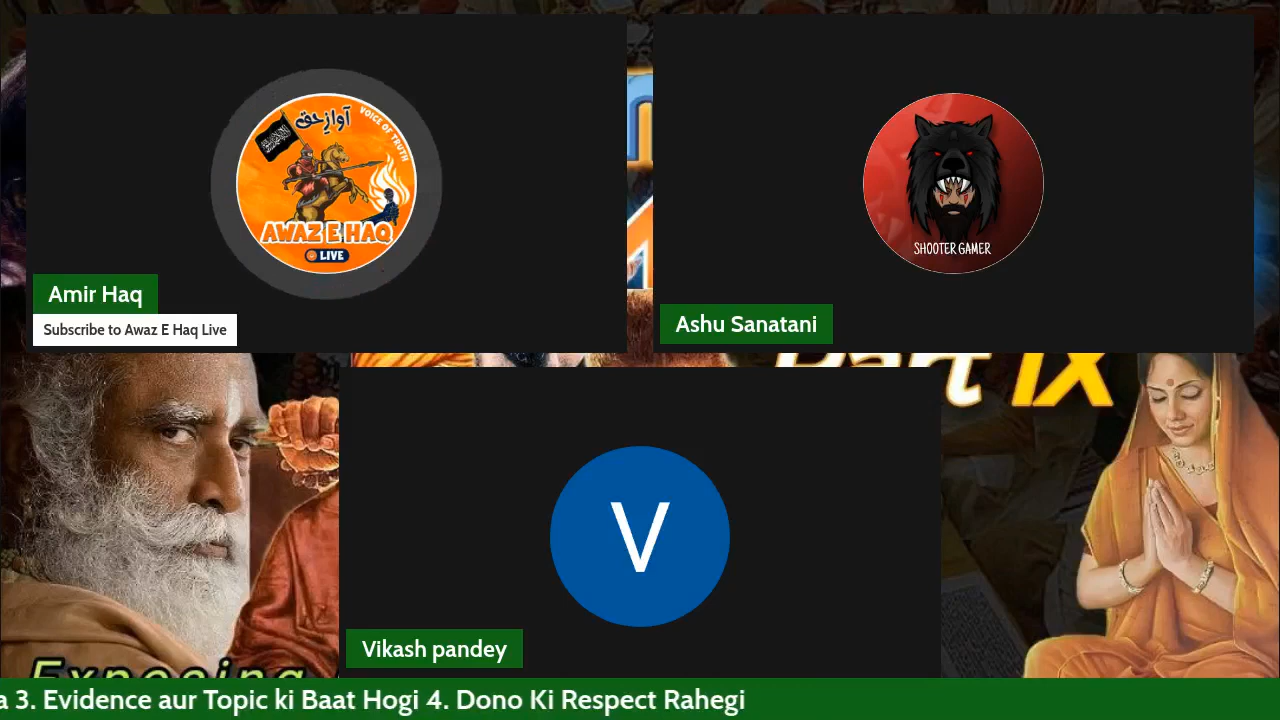 آوازِ حق
VOICE OF TRUTH
AWAZ E HAQ
LIVE
SHOOTER GAMER
Amir Haq
Subscribe to Awaz E Haq Live
Ashu Sanatani
Part IX
V
Vikash pandey
Exposing
a 3. Evidence aur Topic ki Baat Hogi 4. Dono Ki Respect Rahegi